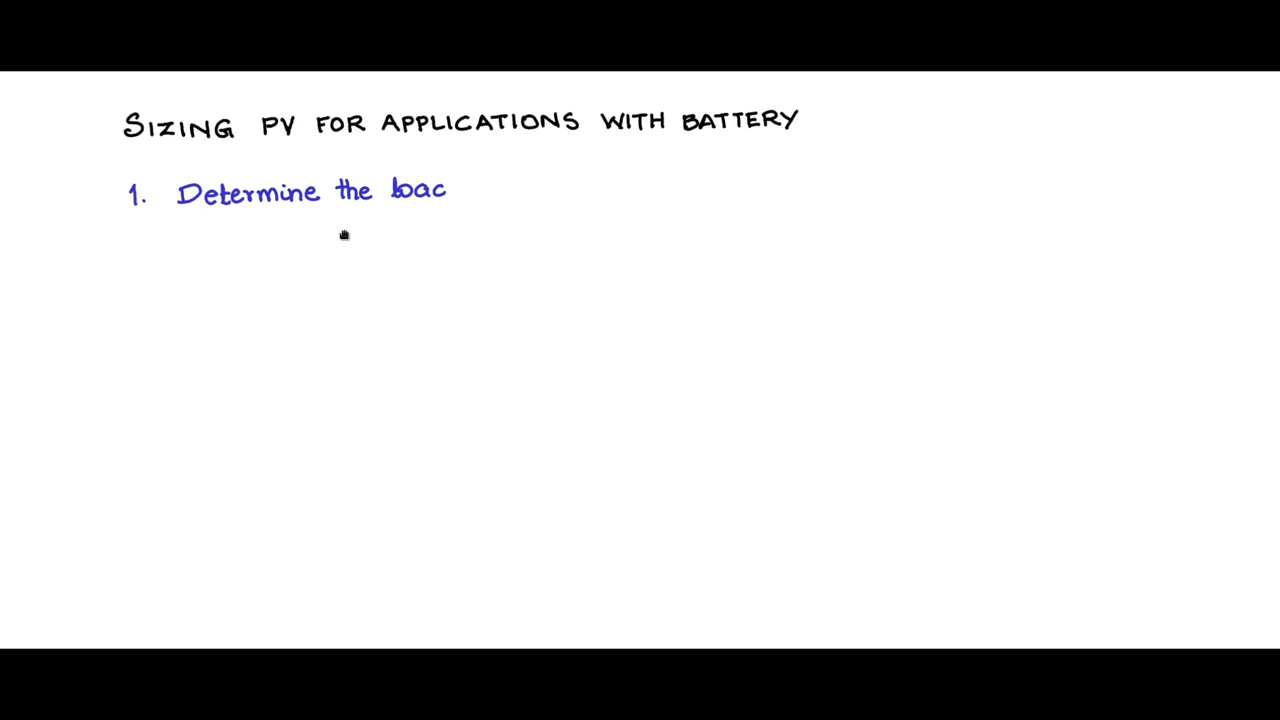 SIZING PV FOR APPLICATIONS WITH BATTERY
1. Determine the loac